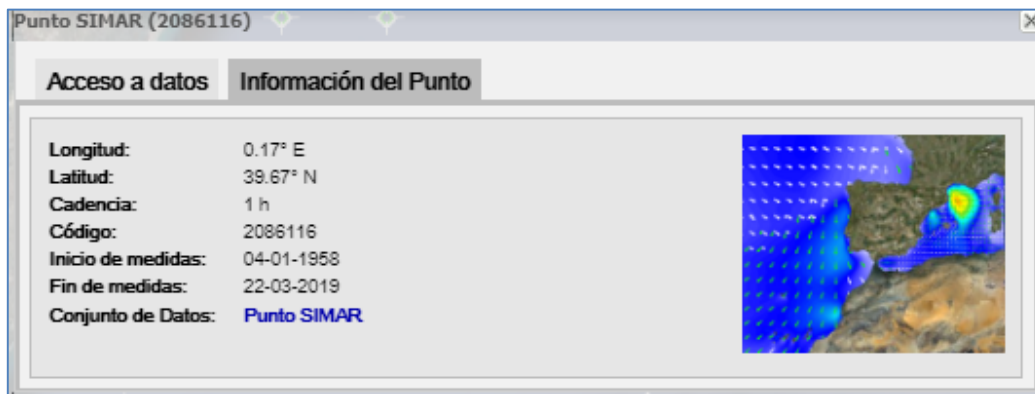 Punto SIMAR (2086116)
Acceso a datos Información del Punto
Longitud: 0.17° E
Latitud: 39.67° N
Cadencia: 1 h
Código: 2086116
Inicio de medidas: 04-01-1958
Fin de medidas: 22-03-2019
Conjunto de Datos: Punto SIMAR